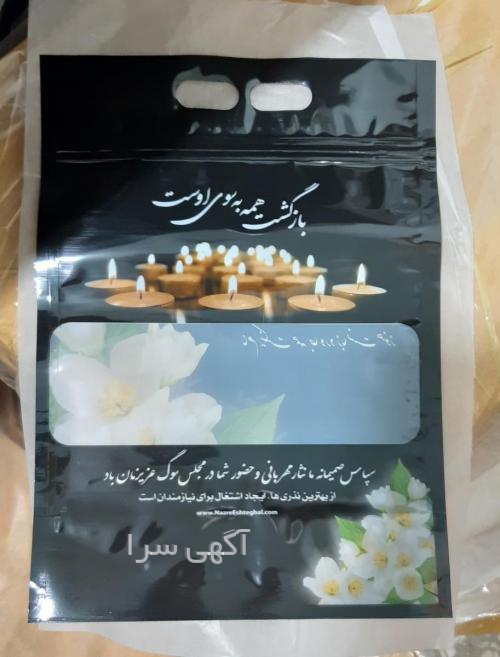 بازگشت همه به سوی اوست
سپاس صمیمانه ما نثار مهربانی و حضور شما در مجلس سوگ عزیزمان باد
از بهترین نذری ها، ایجاد اشتغال برای نیازمندان است
www.NazreEshteghal.com
آگهی سرا